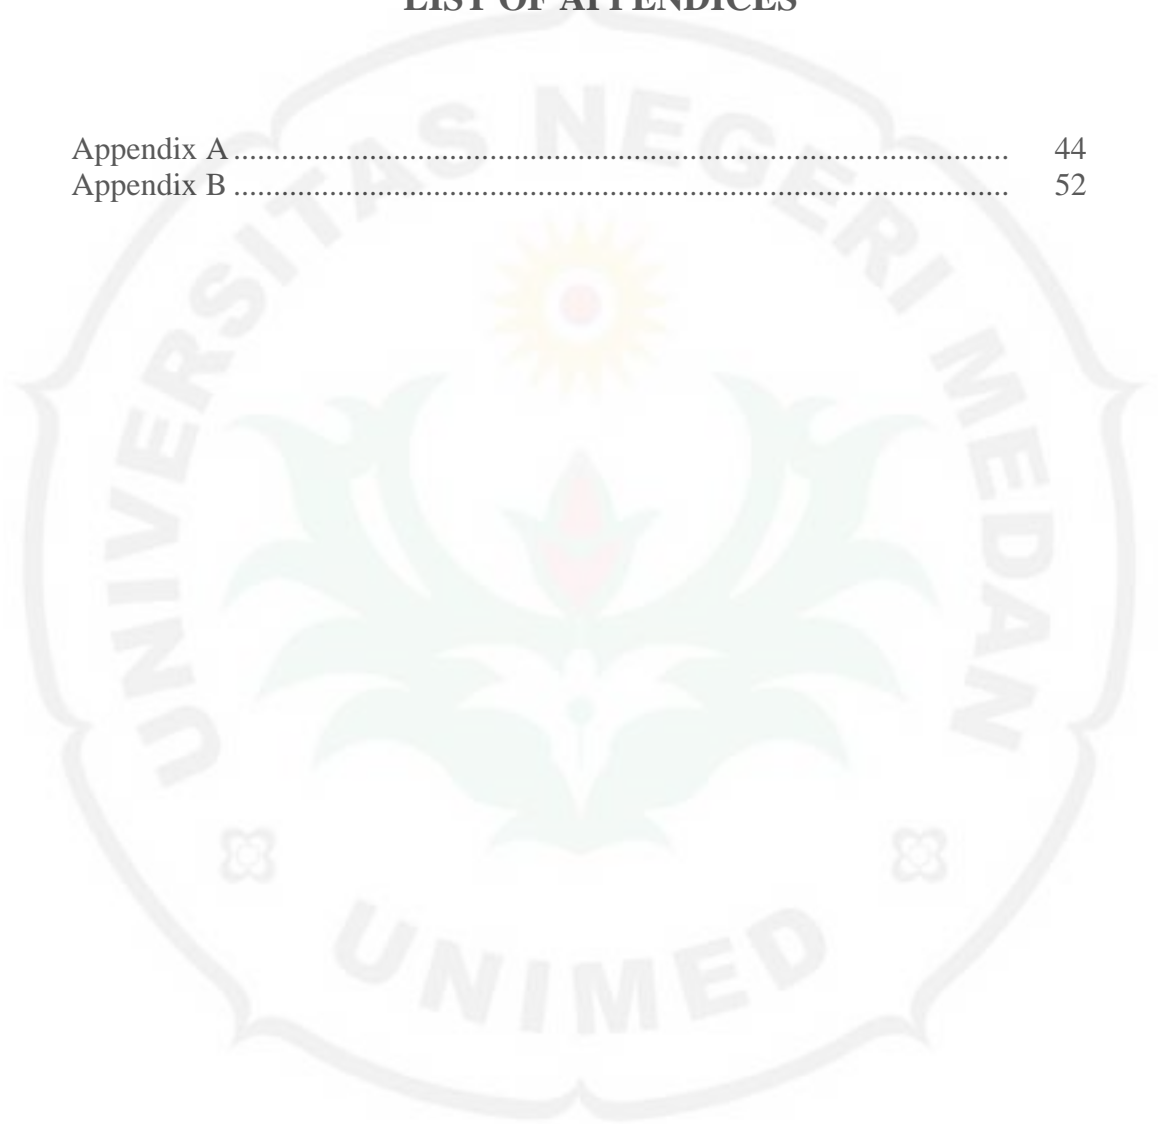 LIST OF APPENDICES
Appendix A ................................................................................................ 44
Appendix B ................................................................................................ 52
UNIVERSITAS NEGERI MEDAN
UNIMED